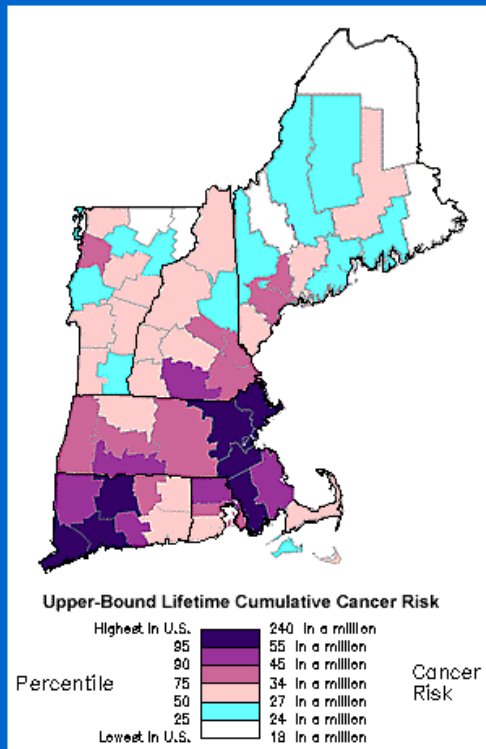 Upper-Bound Lifetime Cumulative Cancer Risk
Highest in U.S. 240 in a million
95 55 in a million
90 45 in a million
75 34 in a million
Percentile 50 27 in a million Cancer Risk
25 24 in a million
Lowest in U.S. 18 in a million